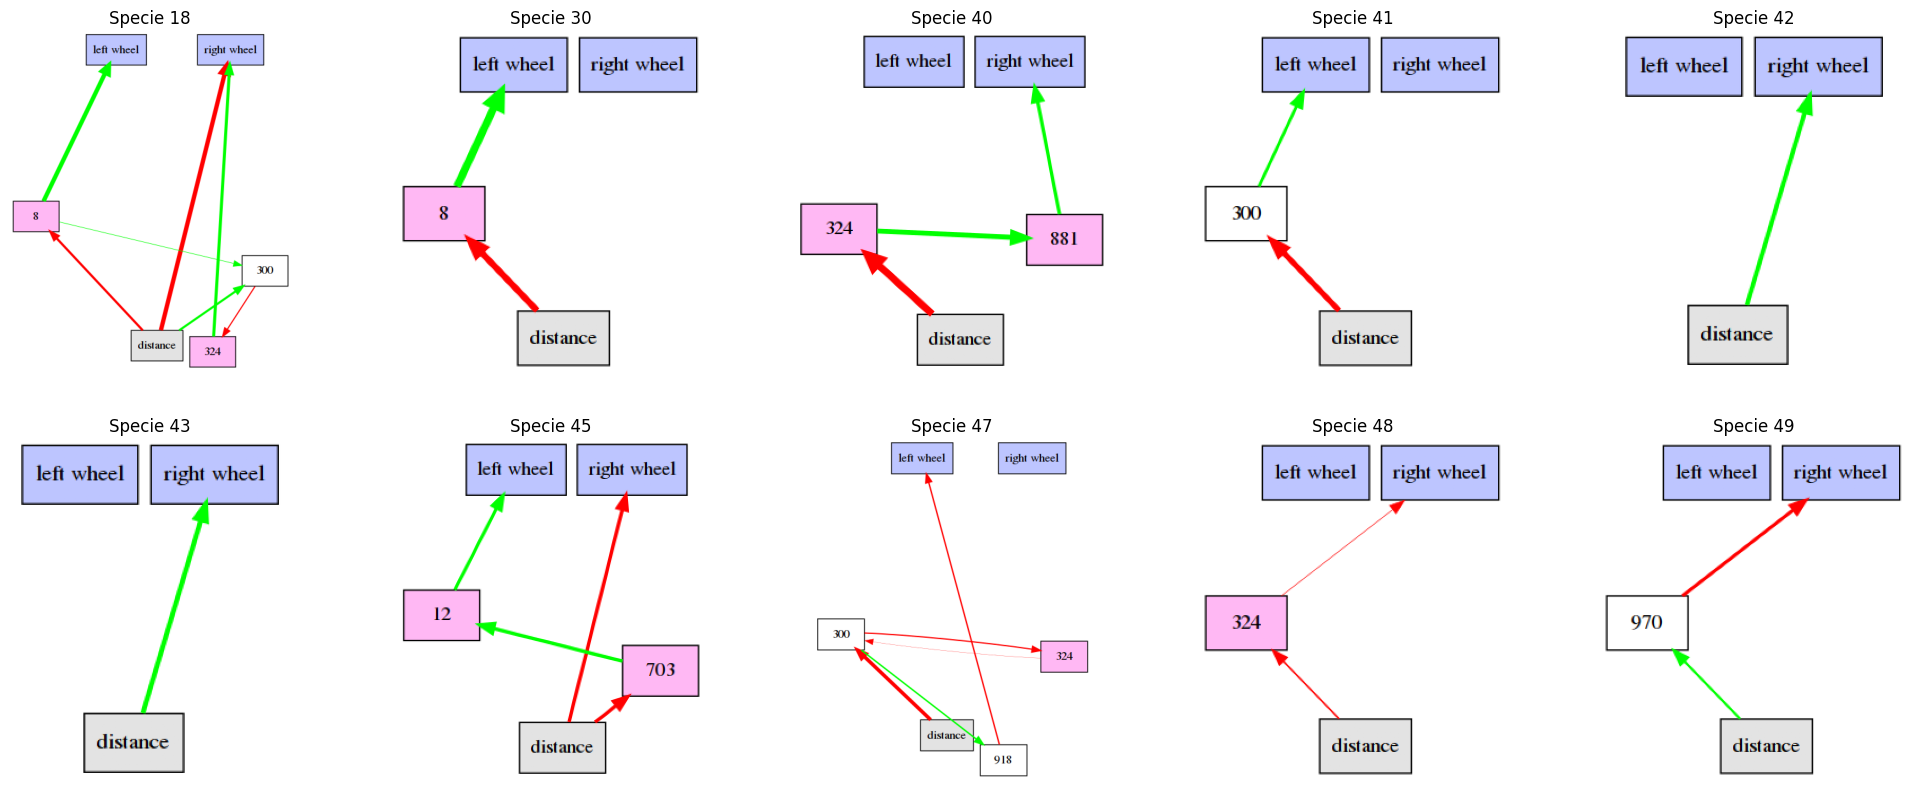 Specie 18
left wheel
right wheel
8
300
distance
324
Specie 30
left wheel
right wheel
8
distance
Specie 40
left wheel
right wheel
324
881
distance
Specie 41
left wheel
right wheel
300
distance
Specie 42
left wheel
right wheel
distance
Specie 43
left wheel
right wheel
distance
Specie 45
left wheel
right wheel
12
703
distance
Specie 47
left wheel
right wheel
300
324
distance
918
Specie 48
left wheel
right wheel
324
distance
Specie 49
left wheel
right wheel
970
distance